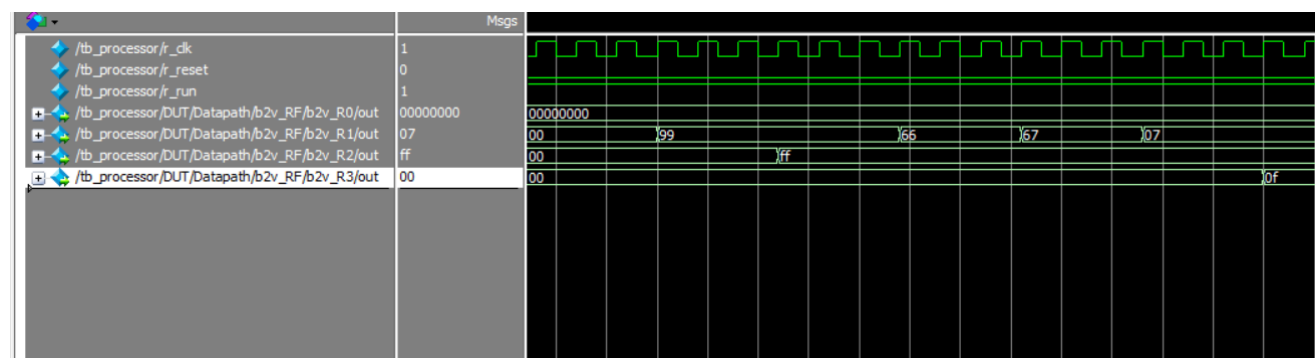 Msgs
/tb_processor/r_clk 1
/tb_processor/r_reset 0
/tb_processor/r_run 1
/tb_processor/DUT/Datapath/b2v_RF/b2v_R0/out 00000000 00000000
/tb_processor/DUT/Datapath/b2v_RF/b2v_R1/out 07 00 99 66 67 07
/tb_processor/DUT/Datapath/b2v_RF/b2v_R2/out ff 00 ff
/tb_processor/DUT/Datapath/b2v_RF/b2v_R3/out 00 00 0f